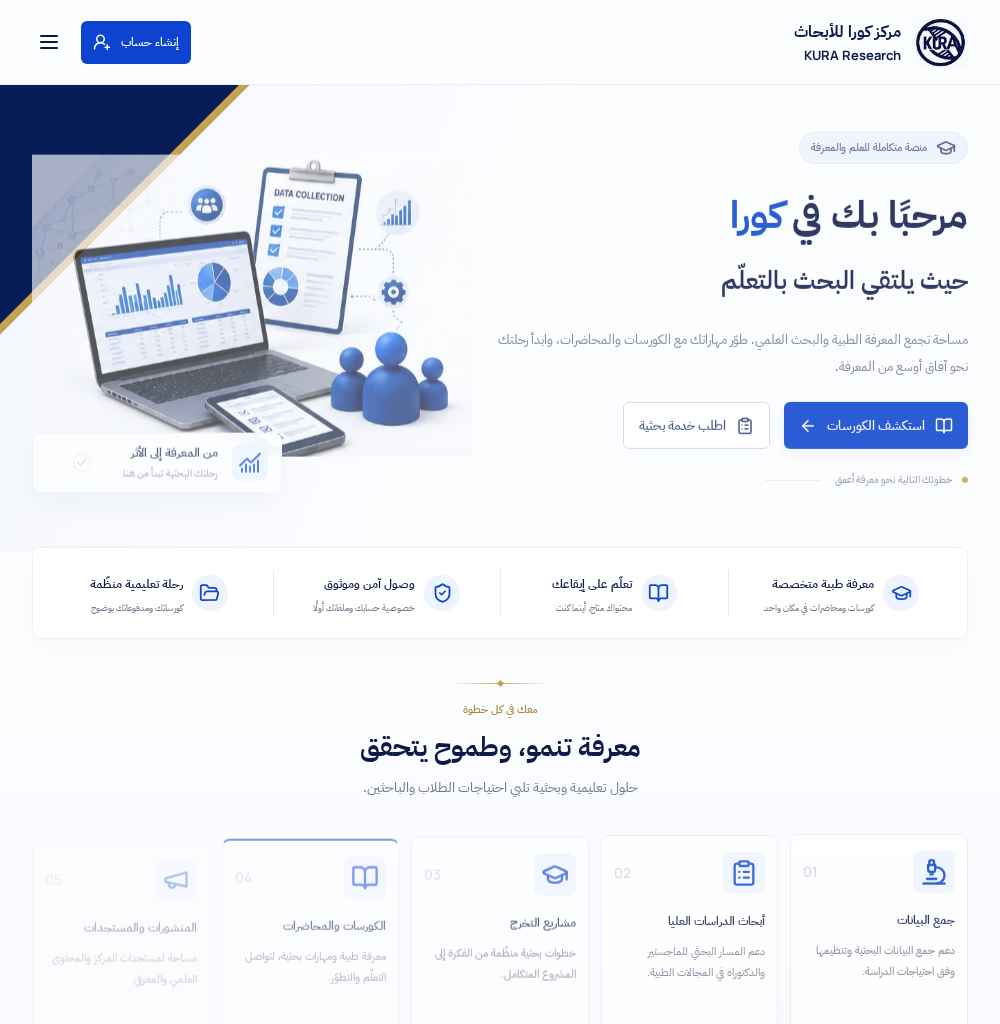 مركز كورا للأبحاث
KURA Research
KURA
إنشاء حساب
منصة متكاملة للعلم والمعرفة
مرحبًا بك في كورا
حيث يلتقي البحث بالتعلّم
مساحة تجمع المعرفة الطبية والبحث العلمي. طوّر مهاراتك مع الكورسات والمحاضرات، وابدأ رحلتك
نحو آفاق أوسع من المعرفة.
استكشف الكورسات
اطلب خدمة بحثية
خطوتك التالية نحو معرفة أعمق
DATA COLLECTION
من المعرفة إلى الأثر
رحلتك البحثية تبدأ من هنا
معرفة طبية متخصصة
كورسات ومحاضرات في مكان واحد
تعلّم على إيقاعك
محتواك متاح، أينما كنت
وصول آمن وموثوق
خصوصية حسابك وملفاتك أولًا
رحلة تعليمية منظّمة
كورساتك ومدفوعاتك بوضوح
معك في كل خطوة
معرفة تنمو، وطموح يتحقق
حلول تعليمية وبحثية تلبي احتياجات الطلاب والباحثين.
01
جمع البيانات
دعم جمع البيانات البحثية وتنظيمها
وفق احتياجات الدراسة.
02
أبحاث الدراسات العليا
دعم المسار البحثي للماجستير
والدكتوراه في المجالات الطبية.
03
مشاريع التخرج
خطوات بحثية منظّمة من الفكرة إلى
المشروع المتكامل.
04
الكورسات والمحاضرات
معرفة طبية ومهارات بحثية، لتواصل
التعلّم والتطوّر.
05
المنشورات والمستجدات
مساحة لمستجدات المركز والمحتوى
العلمي والمعرفي.